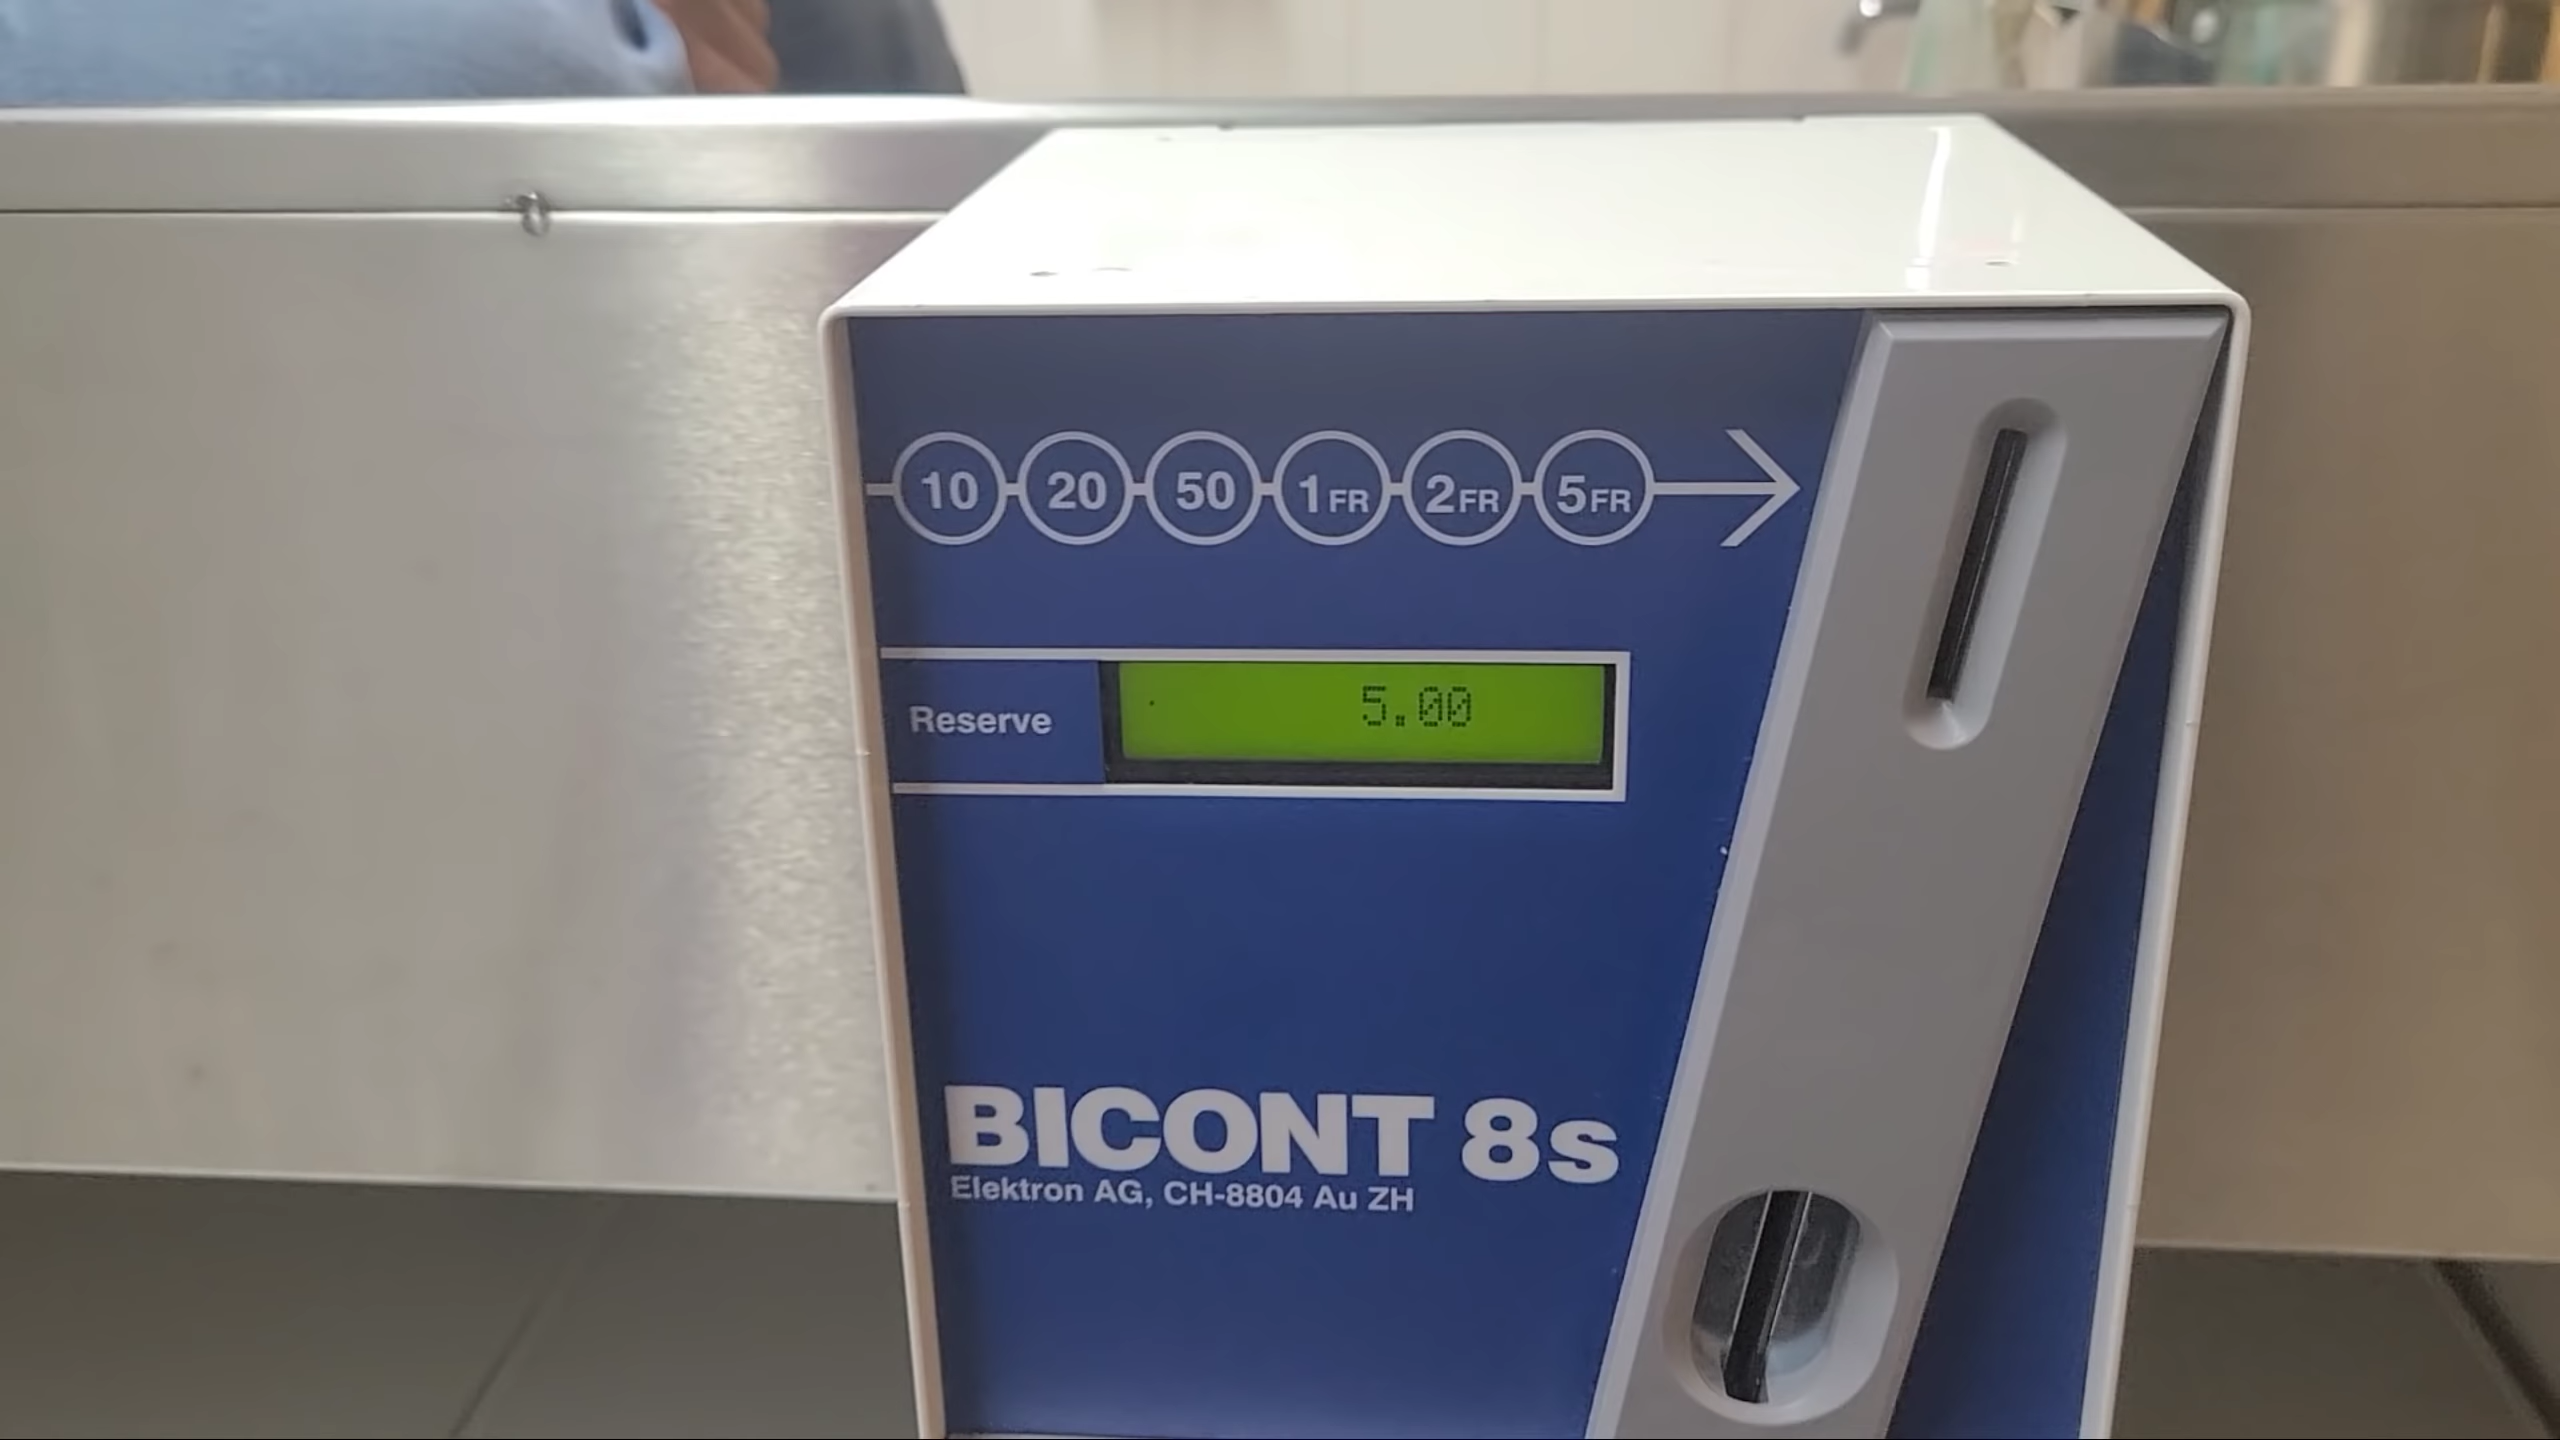 10 20 50 1FR 2FR 5FR
Reserve 5.00
BICONT 8s
Elektron AG, CH-8804 Au ZH